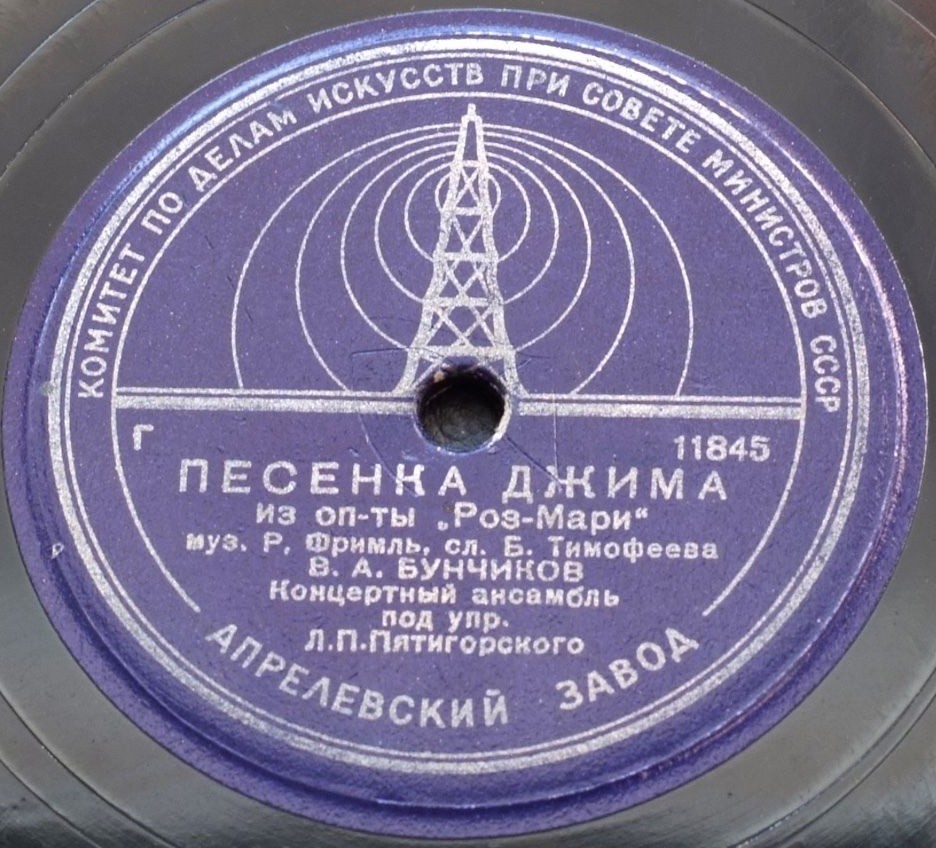 КОМИТЕТ ПО ДЕЛАМ ИСКУССТВ ПРИ СОВЕТЕ МИНИСТРОВ СССР
Г 11845
ПЕСЕНКА ДЖИМА
из оп-ты „Роз-Мари“
муз. Р. Фримль, сл. Б. Тимофеева
В. А. БУНЧИКОВ
Концертный ансамбль
под упр.
Л.П.Пятигорского
АПРЕЛЕВСКИЙ ЗАВОД